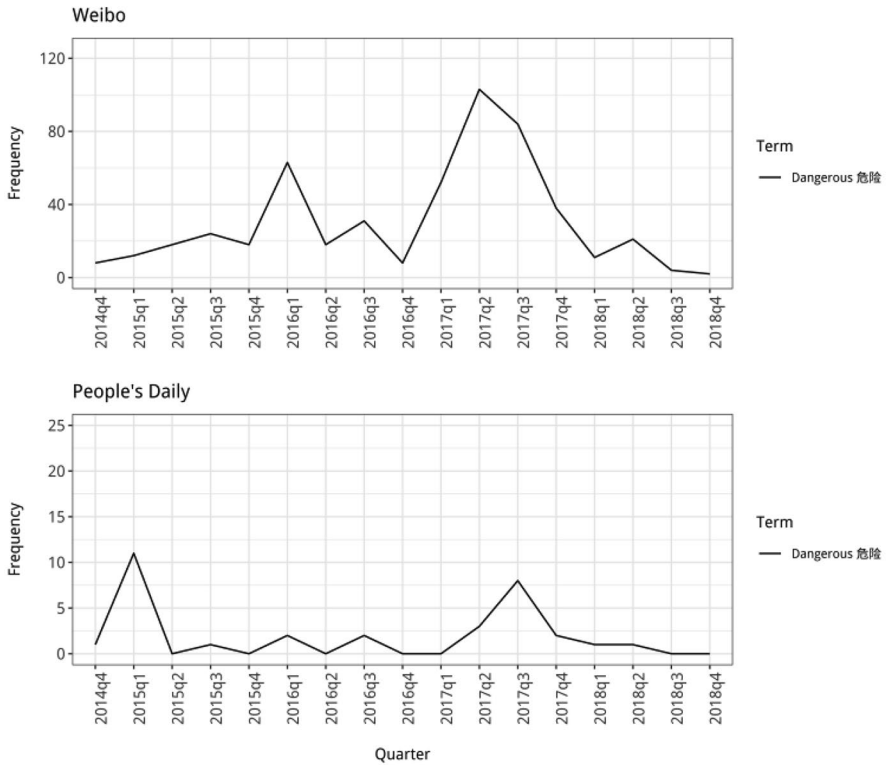 Weibo
120
80
40
0
Frequency
2014q4
2015q1
2015q2
2015q3
2015q4
2016q1
2016q2
2016q3
2016q4
2017q1
2017q2
2017q3
2017q4
2018q1
2018q2
2018q3
2018q4
Term
Dangerous 危险
People's Daily
25
20
15
10
5
0
Frequency
2014q4
2015q1
2015q2
2015q3
2015q4
2016q1
2016q2
2016q3
2016q4
2017q1
2017q2
2017q3
2017q4
2018q1
2018q2
2018q3
2018q4
Quarter
Term
Dangerous 危险